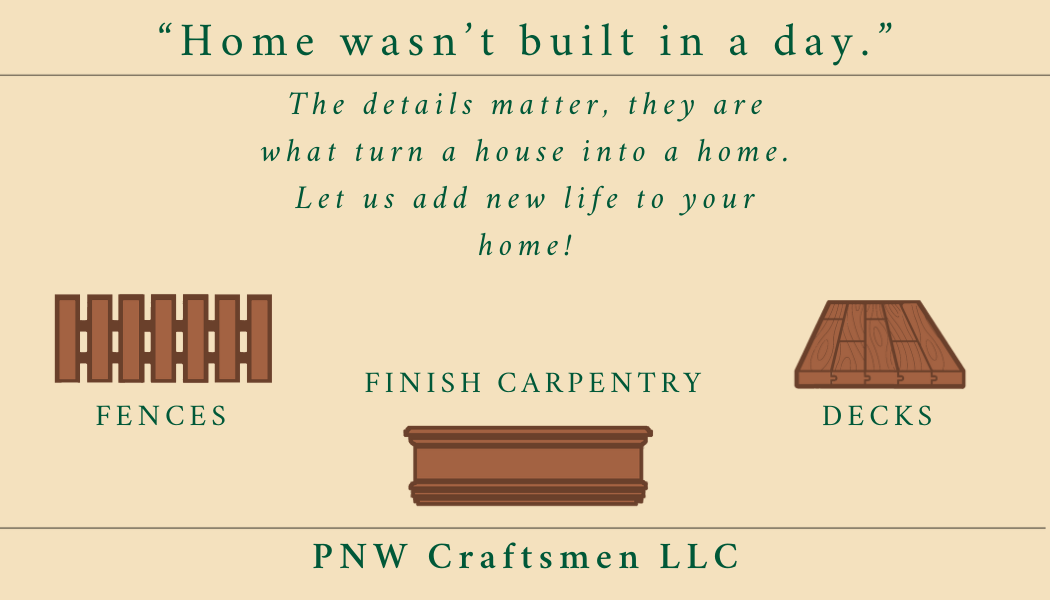 “Home wasn’t built in a day.”
The details matter, they are
what turn a house into a home.
Let us add new life to your
home!
FENCES
FINISH CARPENTRY
DECKS
PNW Craftsmen LLC